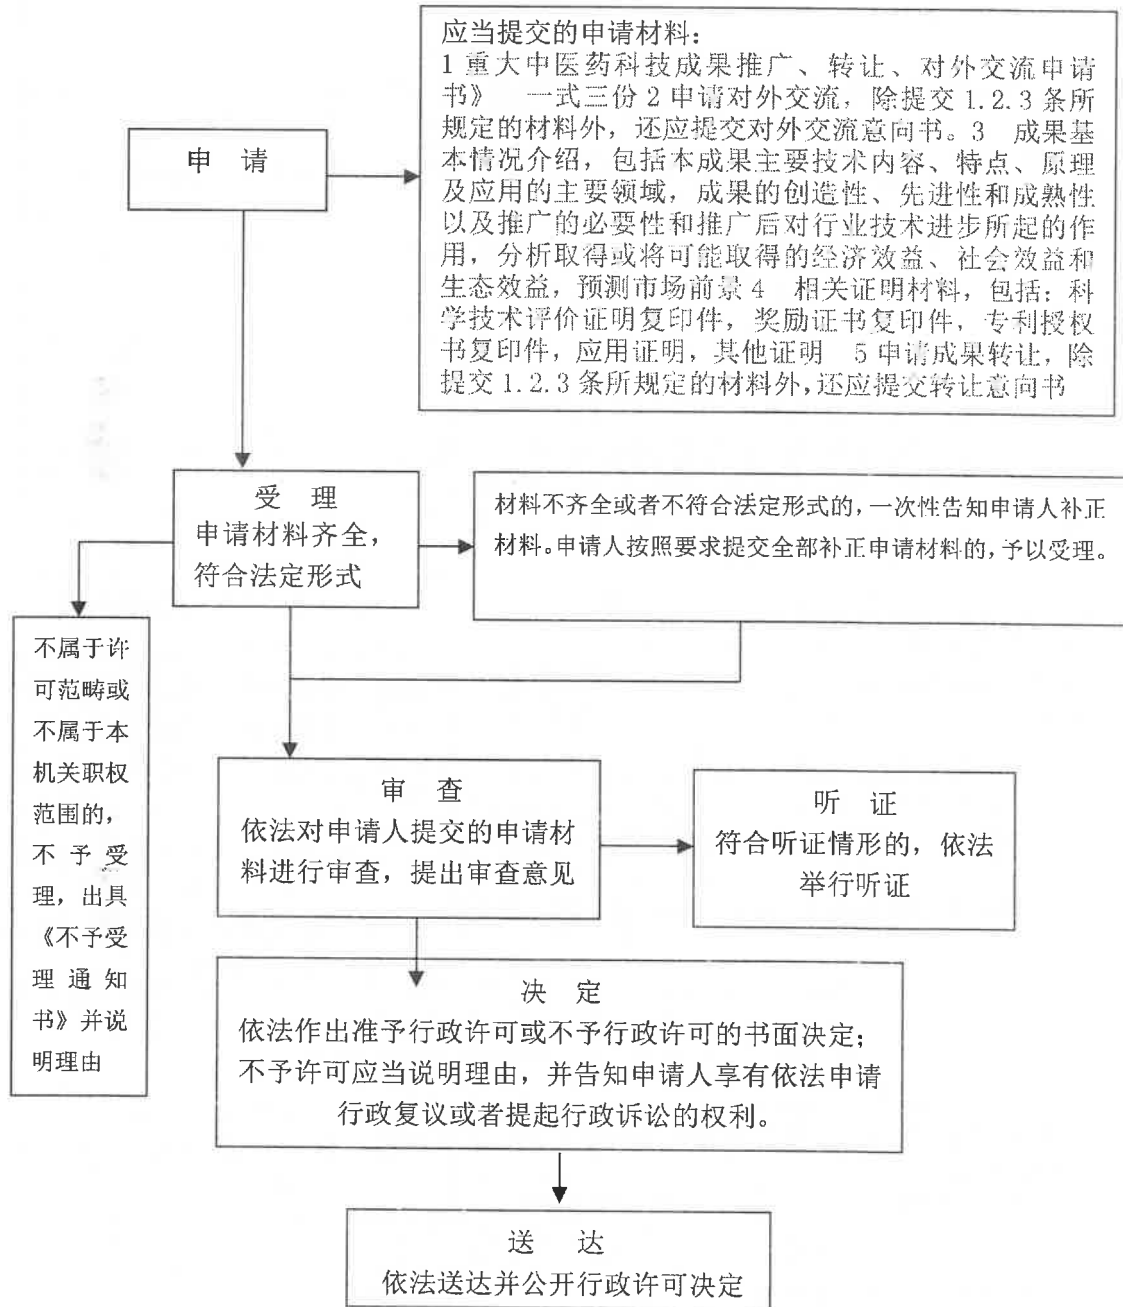 申 请
应当提交的申请材料：
1 重大中医药科技成果推广、转让、对外交流申请
书》 一式三份 2 申请对外交流，除提交 1.2.3 条所
规定的材料外，还应提交对外交流意向书。3 成果基
本情况介绍，包括本成果主要技术内容、特点、原理
及应用的主要领域，成果的创造性、先进性和成熟性
以及推广的必要性和推广后对行业技术进步所起的作
用，分析取得或将可能取得的经济效益、社会效益和
生态效益，预测市场前景 4 相关证明材料，包括：科
学技术评价证明复印件，奖励证书复印件，专利授权
书复印件，应用证明，其他证明 5 申请成果转让，除
提交 1.2.3 条所规定的材料外，还应提交转让意向书
受 理
申请材料齐全，
符合法定形式
材料不齐全或者不符合法定形式的，一次性告知申请人补正
材料。申请人按照要求提交全部补正申请材料的，予以受理。
不属于许
可范畴或
不属于本
机关职权
范围的，
不 予 受
理，出具
《不予受
理 通 知
书》并说
明理由
审 查
依法对申请人提交的申请材
料进行审查，提出审查意见
听 证
符合听证情形的，依法
举行听证
决 定
依法作出准予行政许可或不予行政许可的书面决定；
不予许可应当说明理由，并告知申请人享有依法申请
行政复议或者提起行政诉讼的权利。
送 达
依法送达并公开行政许可决定